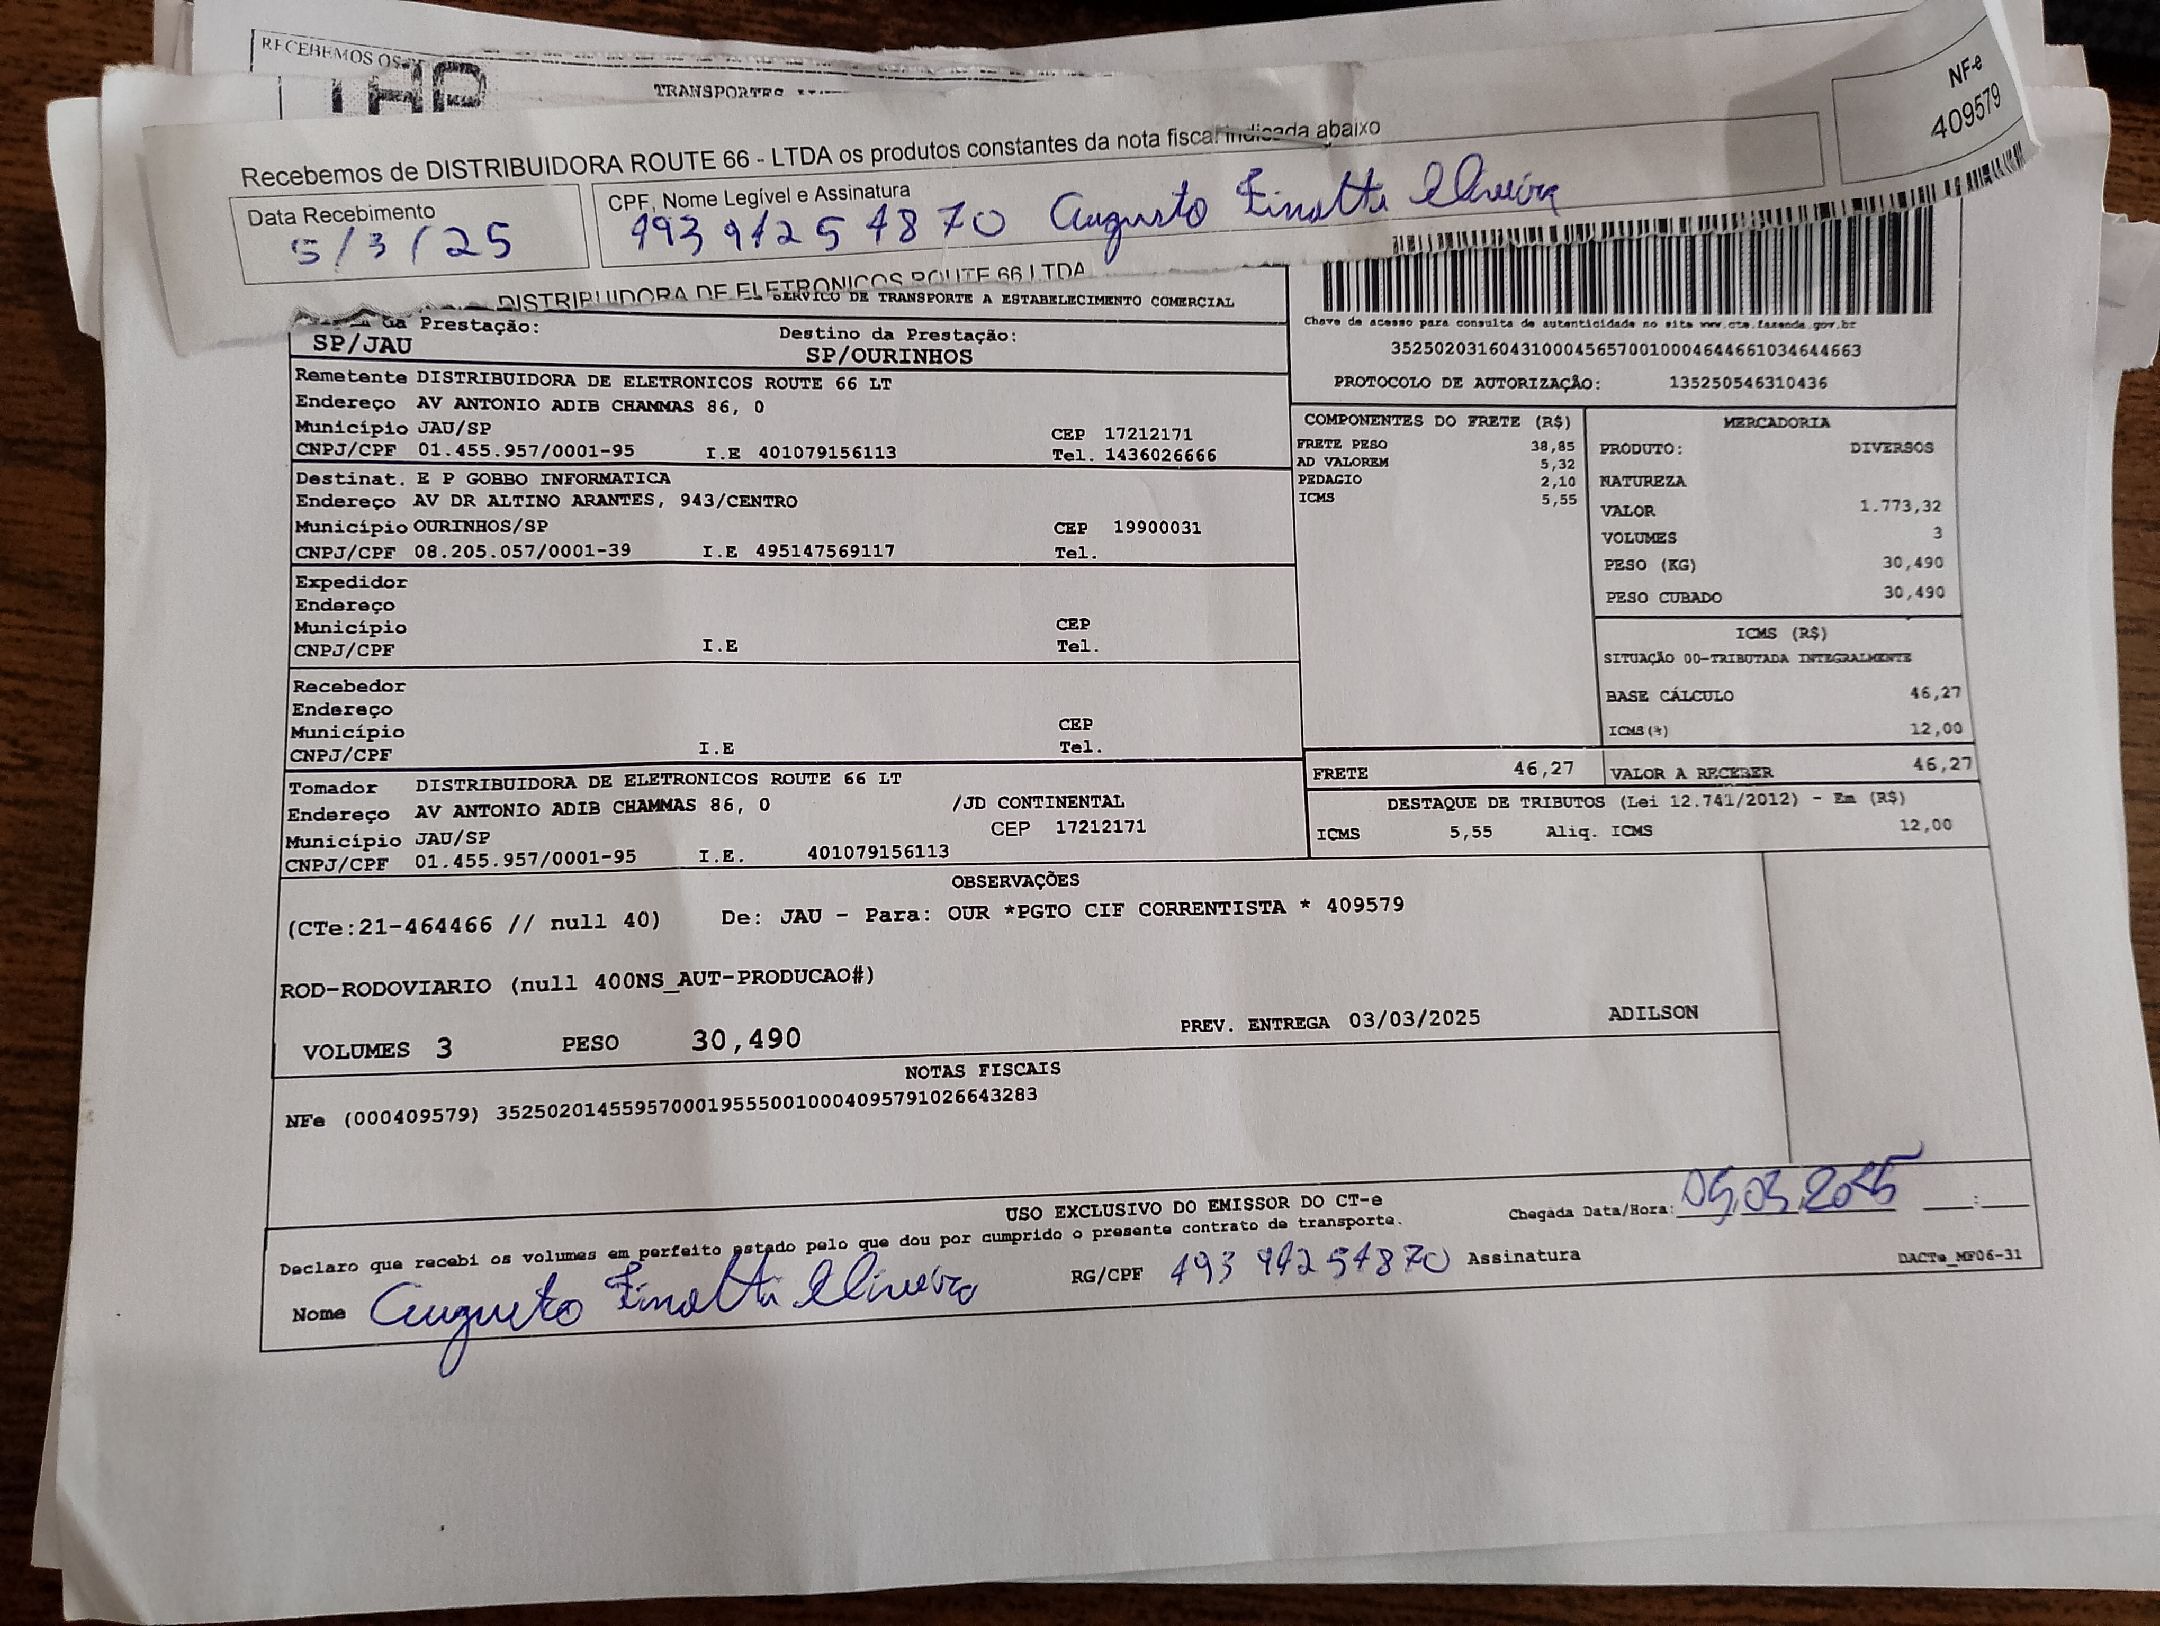 RECEBEMOS OS
TRANSPORTES
NF-e
409579
Recebemos de DISTRIBUIDORA ROUTE 66 - LTDA os produtos constantes da nota fiscal indicada abaixo
Data Recebimento
5/3/25
CPF, Nome Legível e Assinatura
Augusto Finatti Oliveira
DISTRIBUIDORA DE ELETRONICOS ROUTE 66 LTDA
SERVICO DE TRANSPORTE A ESTABELECIMENTO COMERCIAL
da Prestação:
SP/JAU
Destino da Prestação:
SP/OURINHOS
Chave de acesso para consulta de autenticidade no site www.cte.fazenda.gov.br
35250203160431000456570010004644661034644663
PROTOCOLO DE AUTORIZAÇÃO: 135250546310436
Remetente DISTRIBUIDORA DE ELETRONICOS ROUTE 66 LT
Endereço AV ANTONIO ADIB CHAMMAS 86, 0
Município JAU/SP CEP 17212171
CNPJ/CPF 01.455.957/0001-95 I.E 401079156113 Tel. 1436026666
Destinat. E P GOBBO INFORMATICA
Endereço AV DR ALTINO ARANTES, 943/CENTRO
Município OURINHOS/SP CEP 19900031
CNPJ/CPF 08.205.057/0001-39 I.E 495147569117 Tel.
Expedidor
Endereço
Município CEP
CNPJ/CPF I.E Tel.
Recebedor
Endereço
Município CEP
CNPJ/CPF I.E Tel.
Tomador DISTRIBUIDORA DE ELETRONICOS ROUTE 66 LT
Endereço AV ANTONIO ADIB CHAMMAS 86, 0 /JD CONTINENTAL
Município JAU/SP CEP 17212171
CNPJ/CPF 01.455.957/0001-95 I.E. 401079156113
COMPONENTES DO FRETE (R$)
FRETE PESO 38,85
AD VALOREM 5,32
PEDAGIO 2,10
ICMS 5,55
MERCADORIA
PRODUTO: DIVERSOS
NATUREZA
VALOR 1.773,32
VOLUMES 3
PESO (KG) 30,490
PESO CUBADO 30,490
ICMS (R$)
SITUAÇÃO 00-TRIBUTADA INTEGRALMENTE
BASE CÁLCULO 46,27
ICMS(%) 12,00
FRETE 46,27 VALOR A RECEBER 46,27
DESTAQUE DE TRIBUTOS (Lei 12.741/2012) - Em (R$)
ICMS 5,55 Aliq. ICMS 12,00
OBSERVAÇÕES
(CTe:21-464466 // null 40) De: JAU - Para: OUR *PGTO CIF CORRENTISTA * 409579
ROD-RODOVIARIO (null 400NS_AUT-PRODUCAO#)
VOLUMES 3 PESO 30,490 PREV. ENTREGA 03/03/2025 ADILSON
NOTAS FISCAIS
NFe (000409579) 35250201455957000195550010004095791026643283
USO EXCLUSIVO DO EMISSOR DO CT-e
Declaro que recebi os volumes em perfeito estado pelo que dou por cumprido o presente contrato de transporte.
Chegada Data/Hora: 05.03.2025 __:__
Nome Augusto Finatti Oliveira RG/CPF Assinatura
DACTe_MF06-31